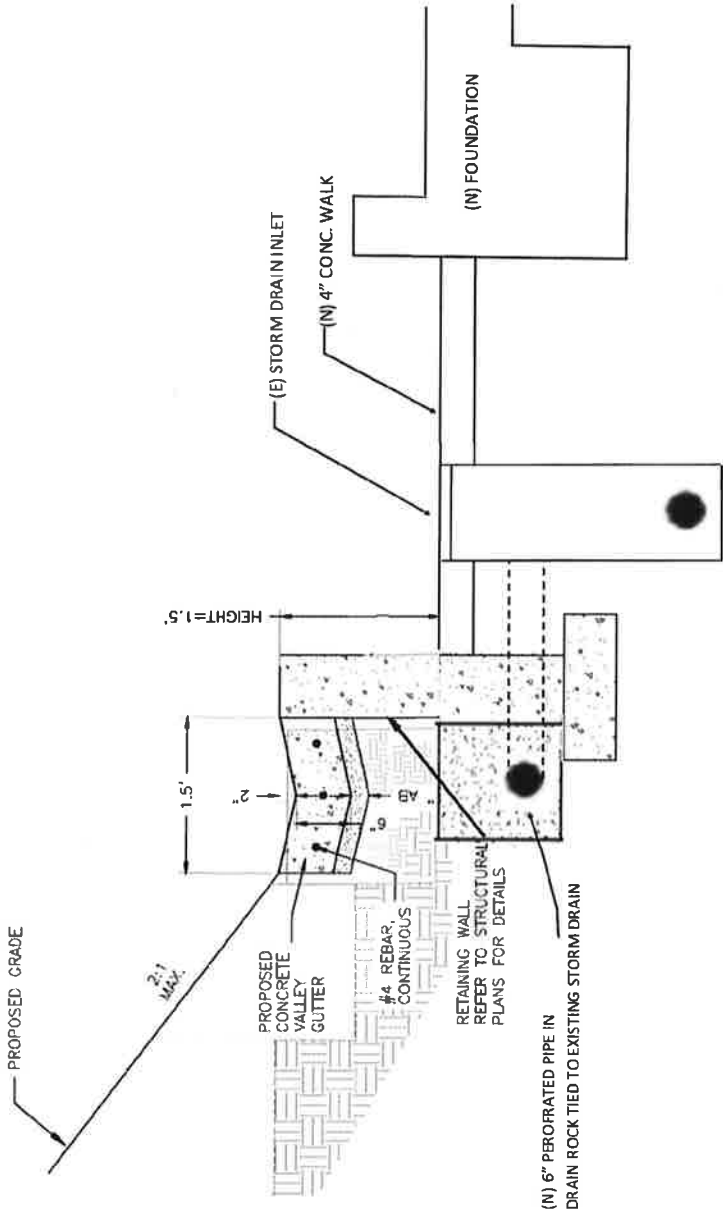 PROPOSED GRADE
2:1
MAX.
1.5'
2"
HEIGHT=1.5'
(E) STORM DRAIN INLET
(N) 4" CONC. WALK
(N) FOUNDATION
PROPOSED
CONCRETE
VALLEY
GUTTER
6"
AB
#4 REBAR,
CONTINUOUS
RETAINING WALL
REFER TO STRUCTURAL
PLANS FOR DETAILS
(N) 6" PEROFRATED PIPE IN
DRAIN ROCK TIED TO EXISTING STORM DRAIN